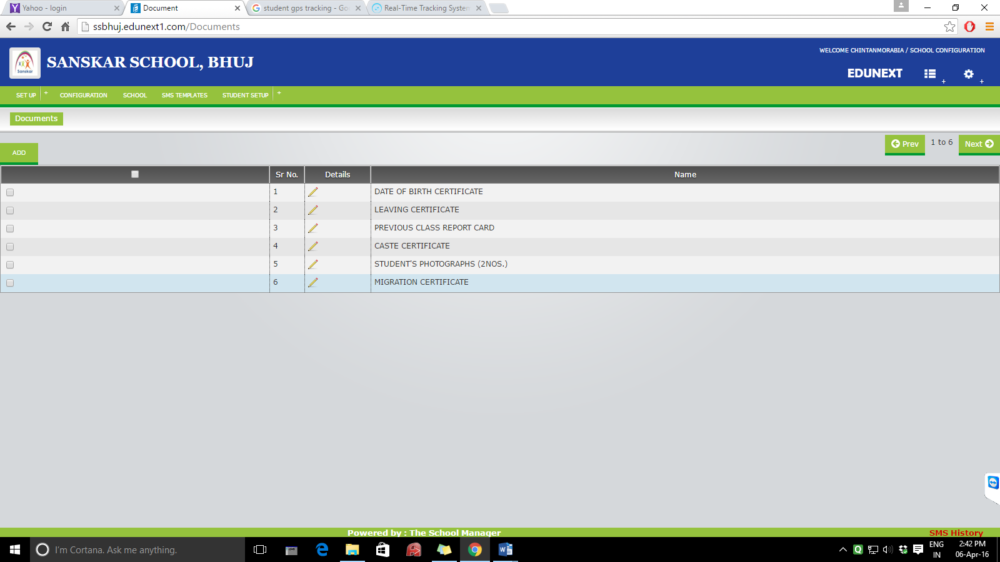 Yahoo - login
Document
student gps tracking - Go
Real-Time Tracking System
ssbhuj.edunext1.com/Documents
Sanskar
SANSKAR SCHOOL, BHUJ
WELCOME CHINTANMORABIA / SCHOOL CONFIGURATION
EDUNEXT
+
+
SET UP + CONFIGURATION SCHOOL SMS TEMPLATES STUDENT SETUP +
Documents
ADD
Prev 1 to 6 Next
Sr No. Details Name
1 DATE OF BIRTH CERTIFICATE
2 LEAVING CERTIFICATE
3 PREVIOUS CLASS REPORT CARD
4 CASTE CERTIFICATE
5 STUDENT'S PHOTOGRAPHS (2NOS.)
6 MIGRATION CERTIFICATE
Powered by : The School Manager
SMS History
I'm Cortana. Ask me anything.
ENG
IN
2:42 PM
06-Apr-16